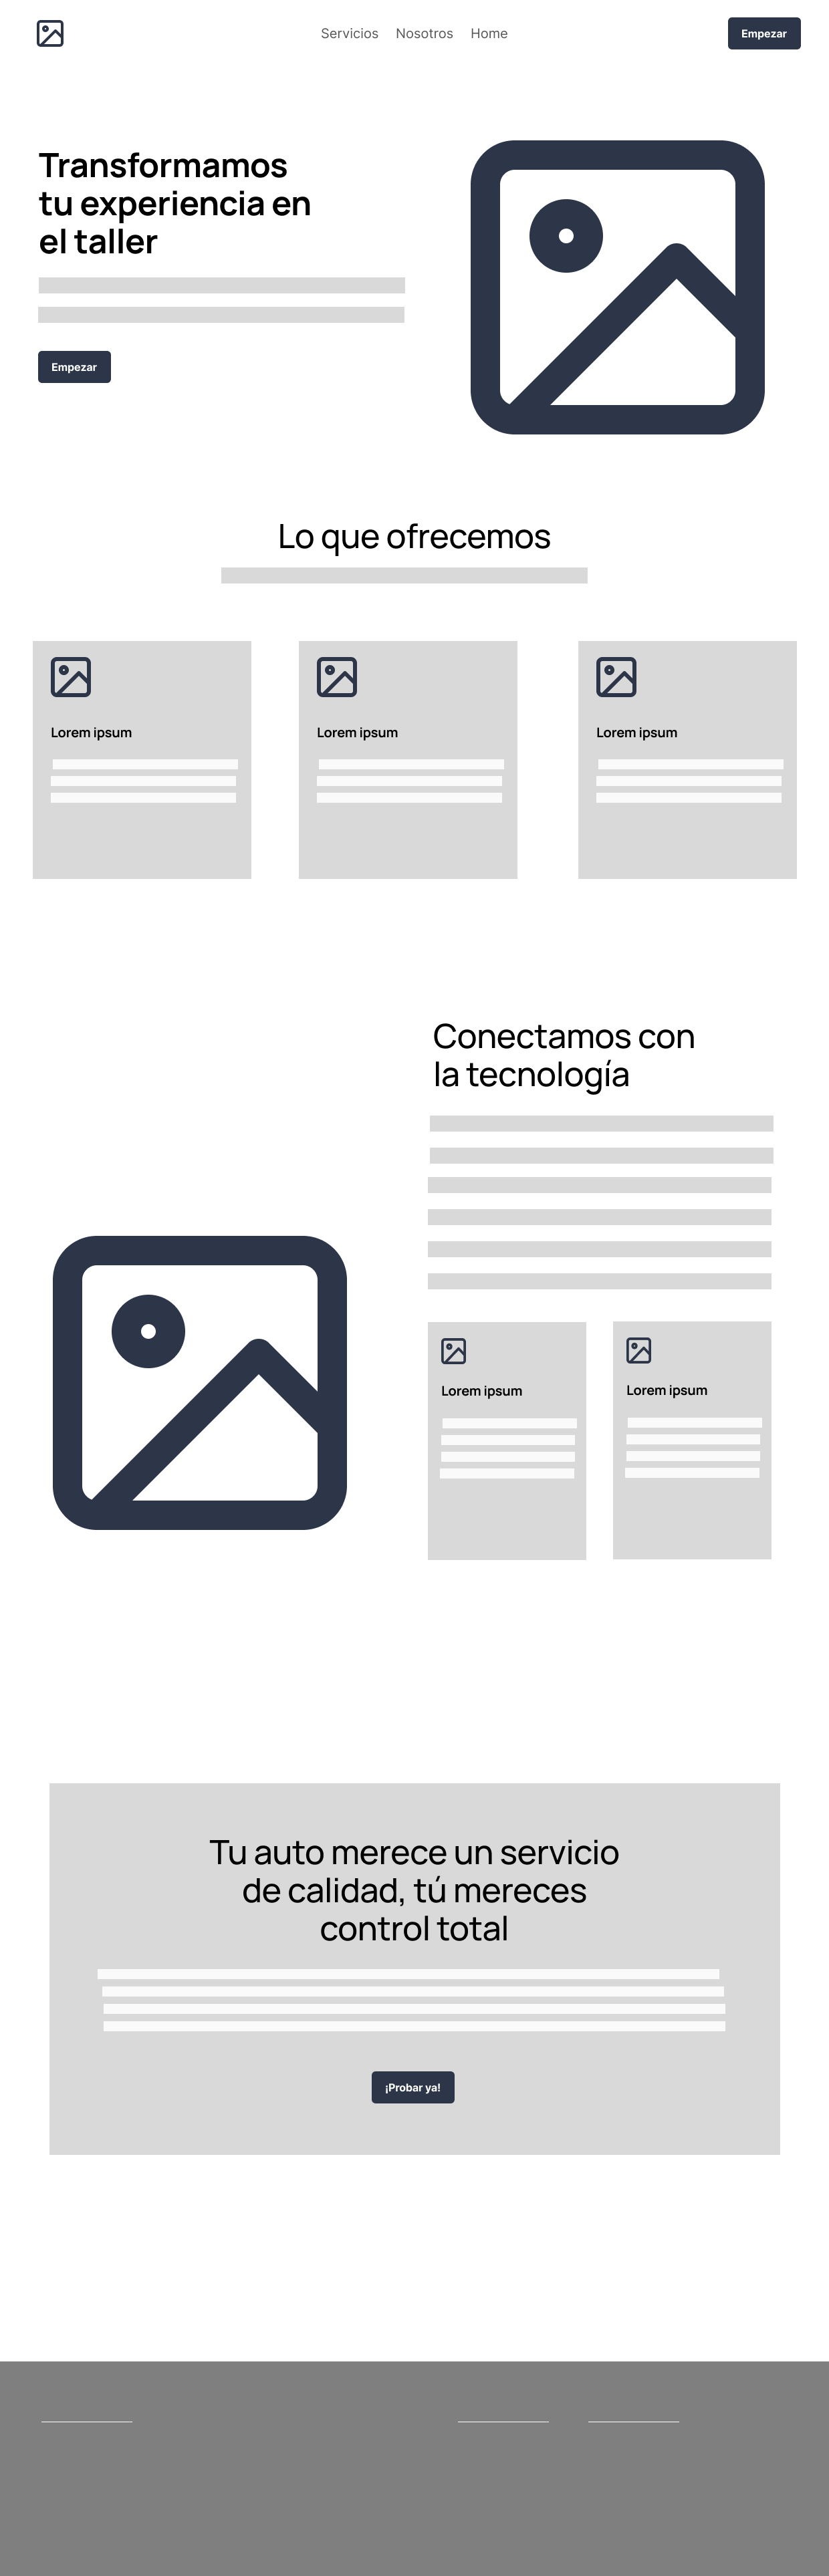 Servicios Nosotros Home Empezar
Transformamos
tu experiencia en
el taller
Empezar
Lo que ofrecemos
Lorem ipsum
Lorem ipsum
Lorem ipsum
Conectamos con
la tecnología
Lorem ipsum
Lorem ipsum
Tu auto merece un servicio
de calidad, tú mereces
control total
¡Probar ya!